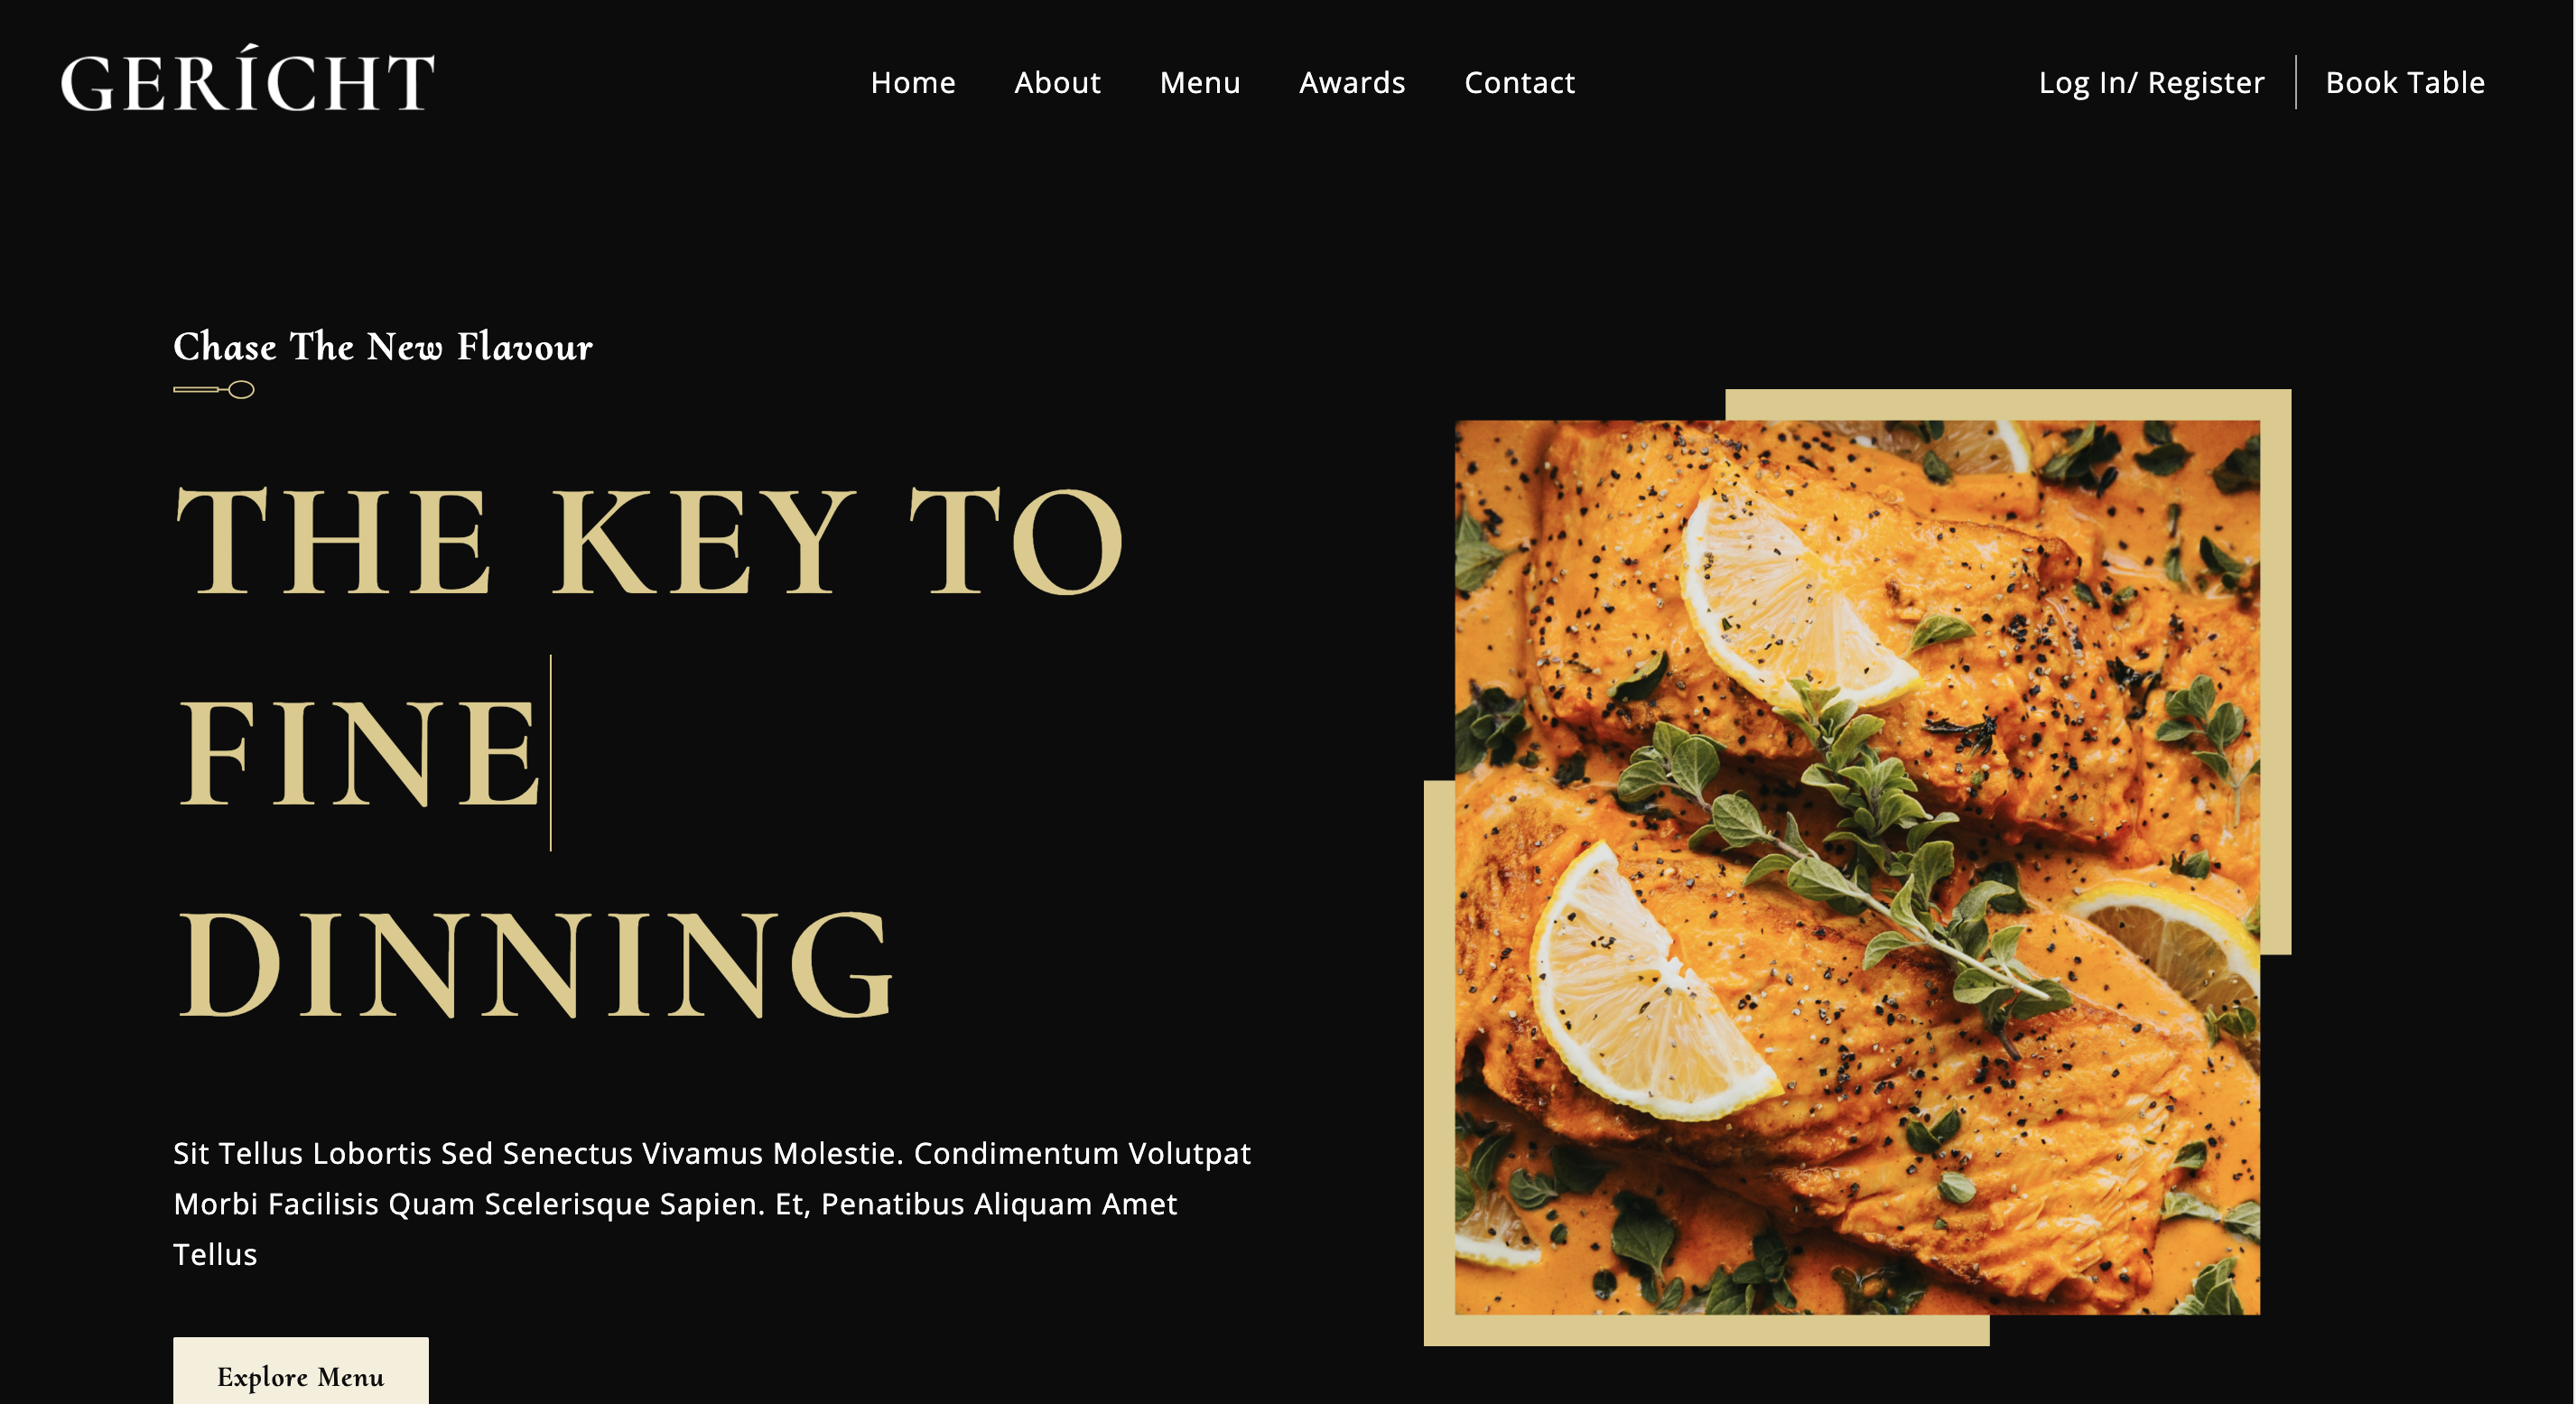 GERÍCHT
Home About Menu Awards Contact
Log In/ Register Book Table
Chase The New Flavour
THE KEY TO
FINE
DINNING
Sit Tellus Lobortis Sed Senectus Vivamus Molestie. Condimentum Volutpat
Morbi Facilisis Quam Scelerisque Sapien. Et, Penatibus Aliquam Amet
Tellus
Explore Menu